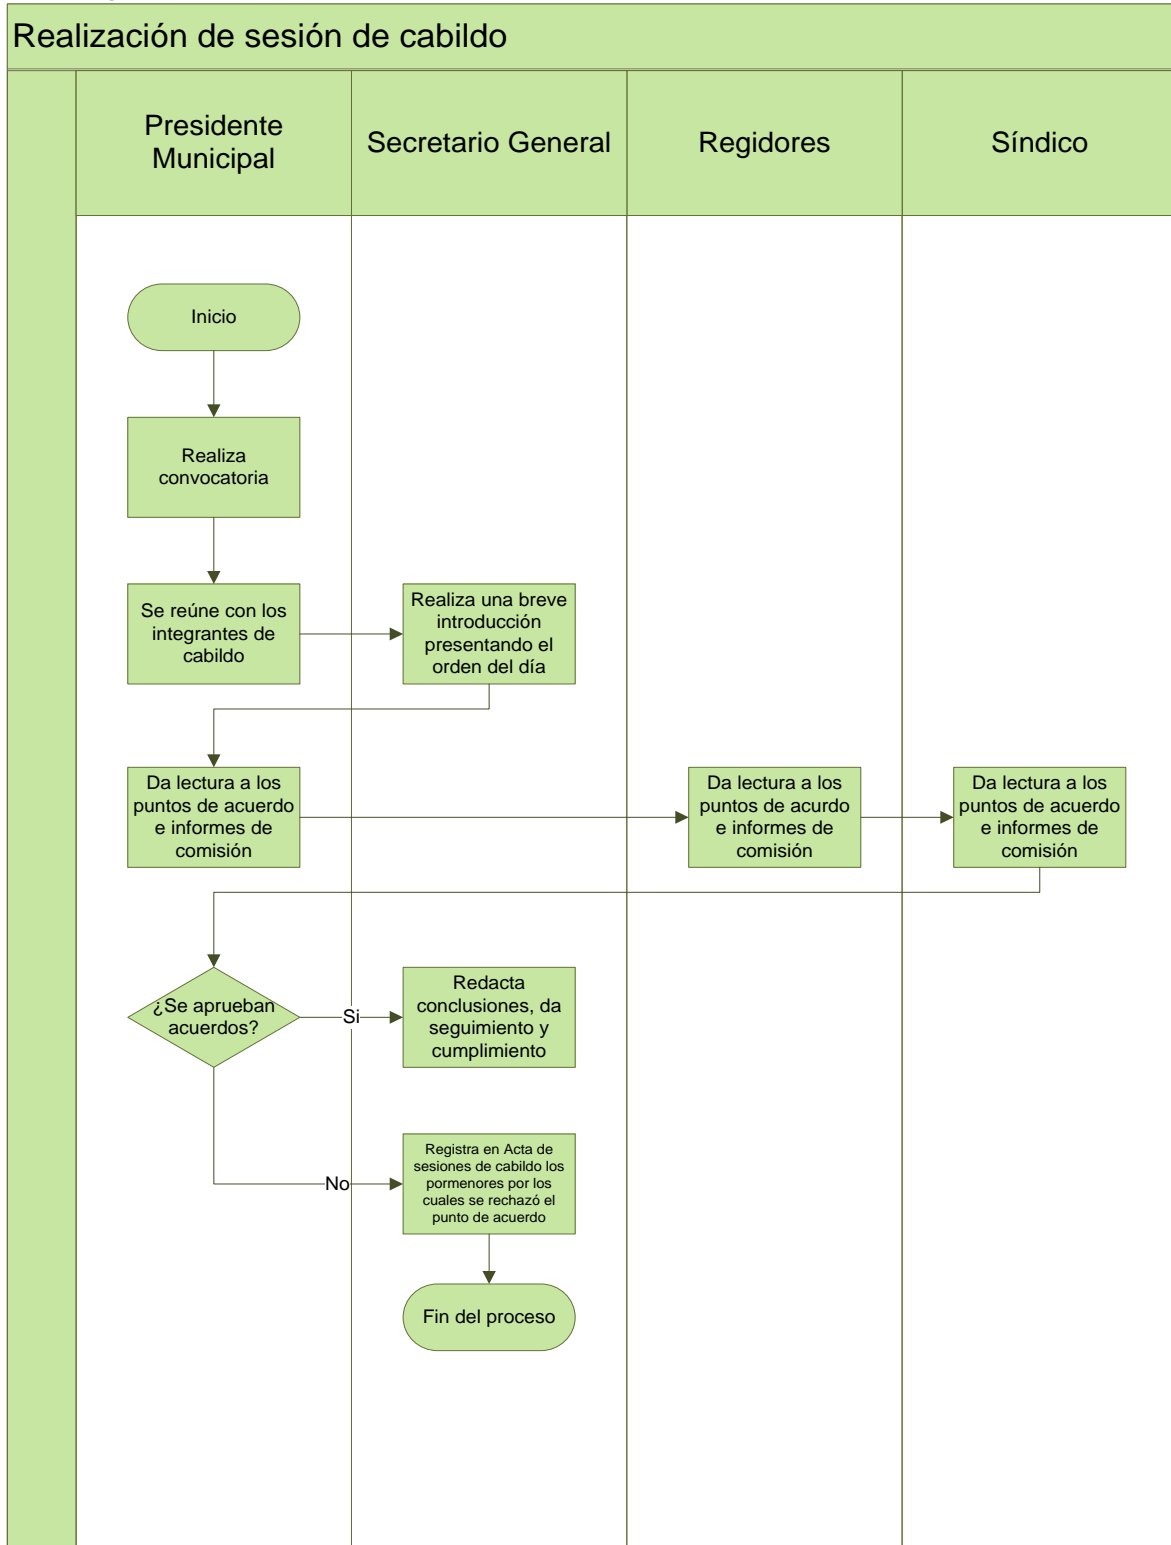 Realización de sesión de cabildo
Presidente
Municipal
Secretario General
Regidores
Síndico
Inicio
Realiza
convocatoria
Se reúne con los
integrantes de
cabildo
Realiza una breve
introducción
presentando el
orden del día
Da lectura a los
puntos de acuerdo
e informes de
comisión
Da lectura a los
puntos de acurdo
e informes de
comisión
Da lectura a los
puntos de acuerdo
e informes de
comisión
¿Se aprueban
acuerdos?
Si
Redacta
conclusiones, da
seguimiento y
cumplimiento
No
Registra en Acta de
sesiones de cabildo los
pormenores por los
cuales se rechazó el
punto de acuerdo
Fin del proceso